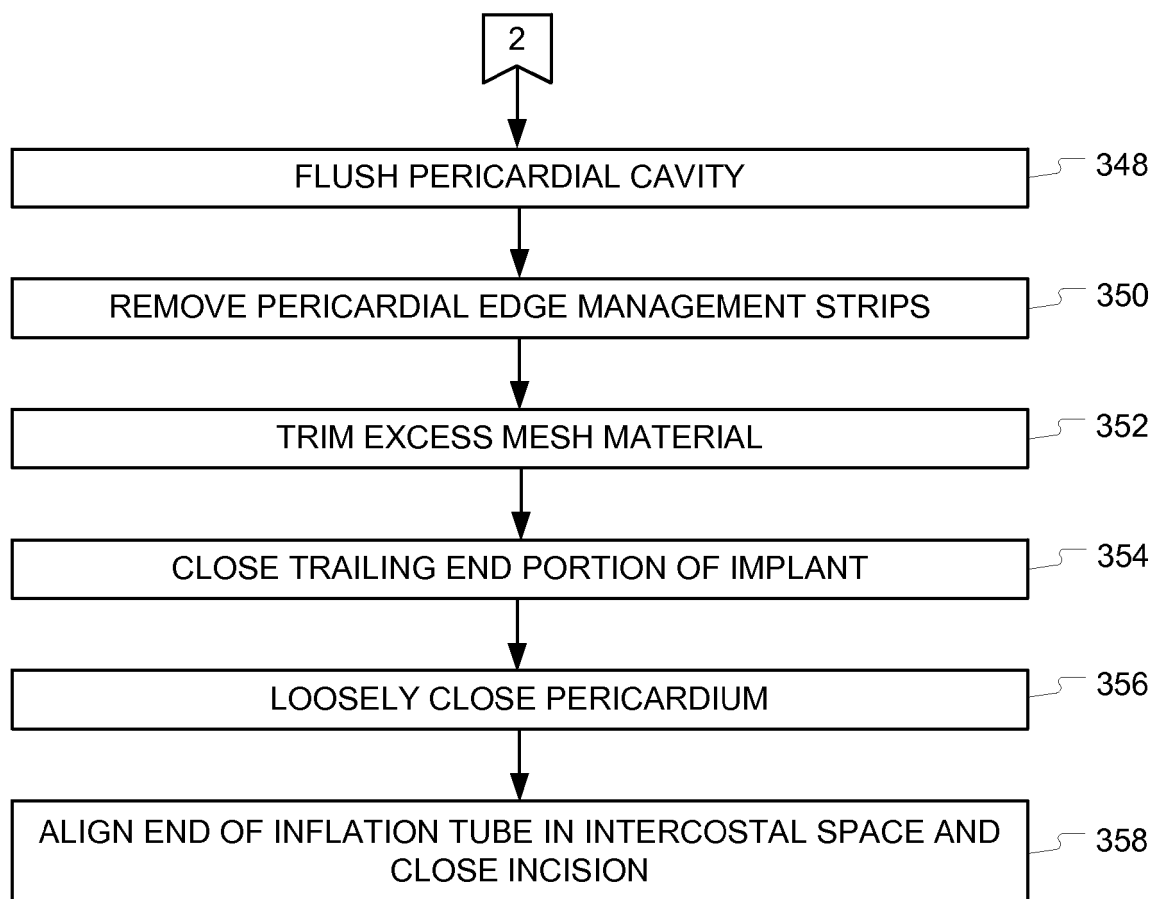 2
FLUSH PERICARDIAL CAVITY
348
REMOVE PERICARDIAL EDGE MANAGEMENT STRIPS
350
TRIM EXCESS MESH MATERIAL
352
CLOSE TRAILING END PORTION OF IMPLANT
354
LOOSELY CLOSE PERICARDIUM
356
ALIGN END OF INFLATION TUBE IN INTERCOSTAL SPACE AND
CLOSE INCISION
358